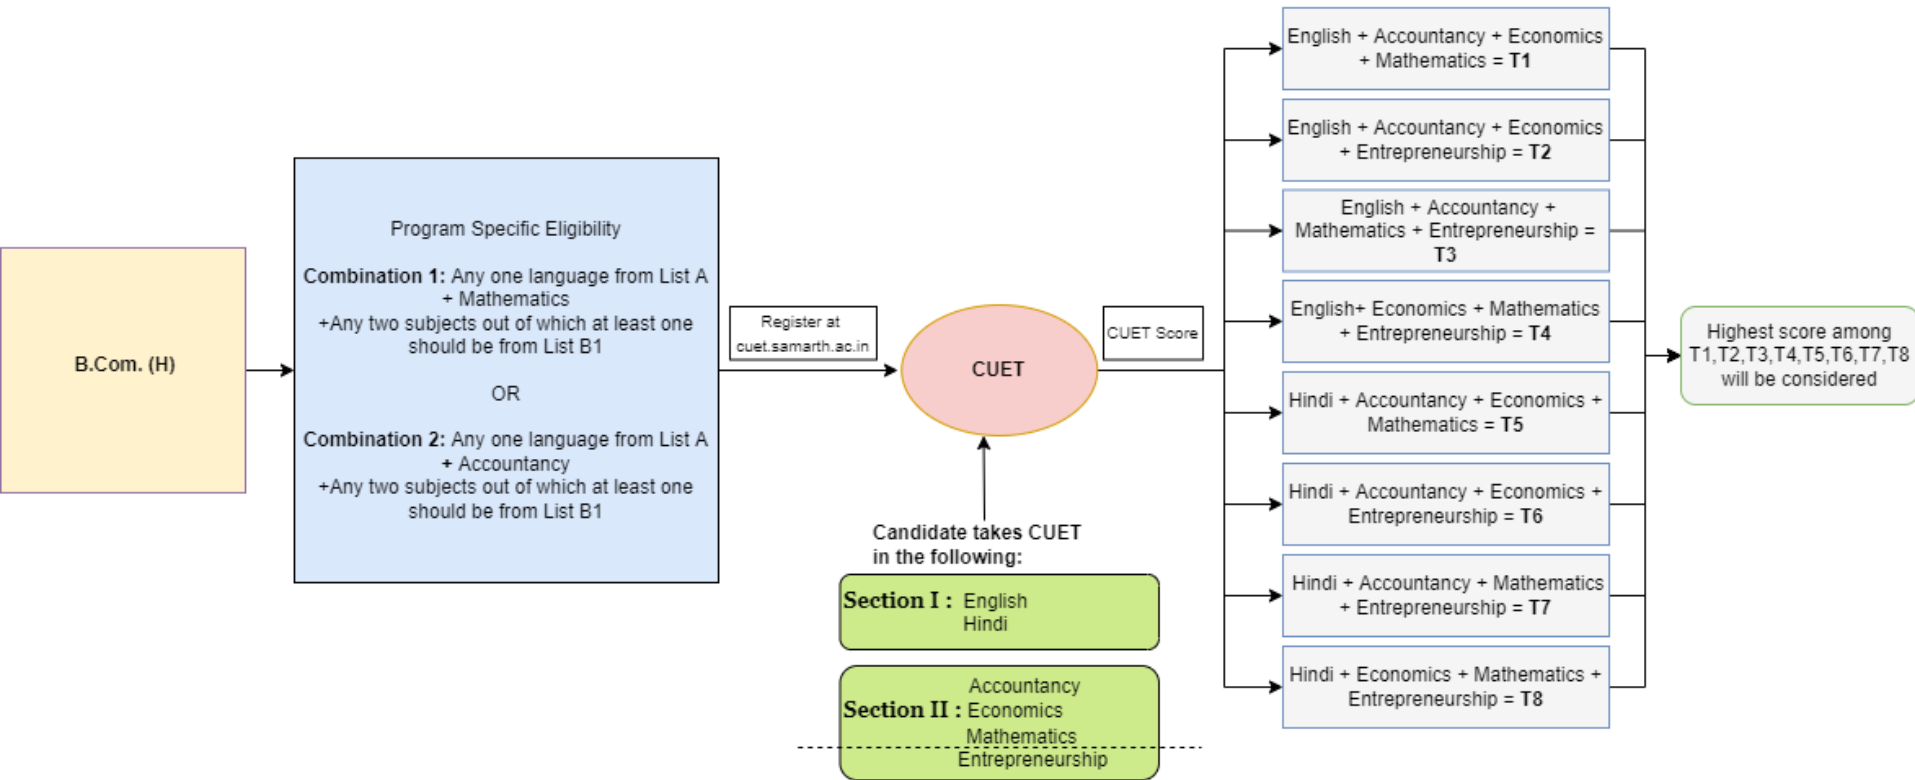 B.Com. (H)
Program Specific Eligibility
Combination 1: Any one language from List A
+ Mathematics
+Any two subjects out of which at least one
should be from List B1
OR
Combination 2: Any one language from List A
+ Accountancy
+Any two subjects out of which at least one
should be from List B1
Register at
cuet.samarth.ac.in
CUET
Candidate takes CUET
in the following:
Section I : English
Hindi
Accountancy
Section II : Economics
Mathematics
Entrepreneurship
CUET Score
English + Accountancy + Economics
+ Mathematics = T1
English + Accountancy + Economics
+ Entrepreneurship = T2
English + Accountancy +
Mathematics + Entrepreneurship =
T3
English+ Economics + Mathematics
+ Entrepreneurship = T4
Hindi + Accountancy + Economics +
Mathematics = T5
Hindi + Accountancy + Economics +
Entrepreneurship = T6
Hindi + Accountancy + Mathematics
+ Entrepreneurship = T7
Hindi + Economics + Mathematics +
Entrepreneurship = T8
Highest score among
T1,T2,T3,T4,T5,T6,T7,T8
will be considered